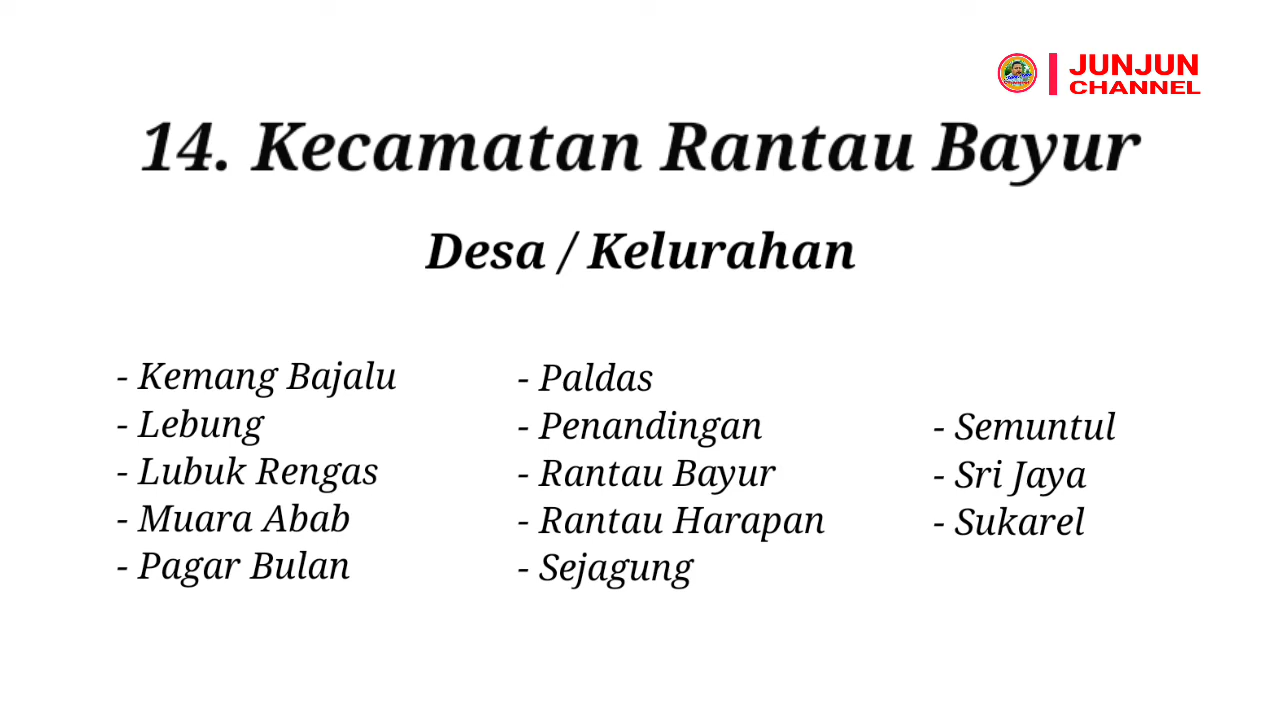 JUNJUN
CHANNEL
14. Kecamatan Rantau Bayur
Desa / Kelurahan
- Kemang Bajalu
- Lebung
- Lubuk Rengas
- Muara Abab
- Pagar Bulan
- Paldas
- Penandingan
- Rantau Bayur
- Rantau Harapan
- Sejagung
- Semuntul
- Sri Jaya
- Sukarel